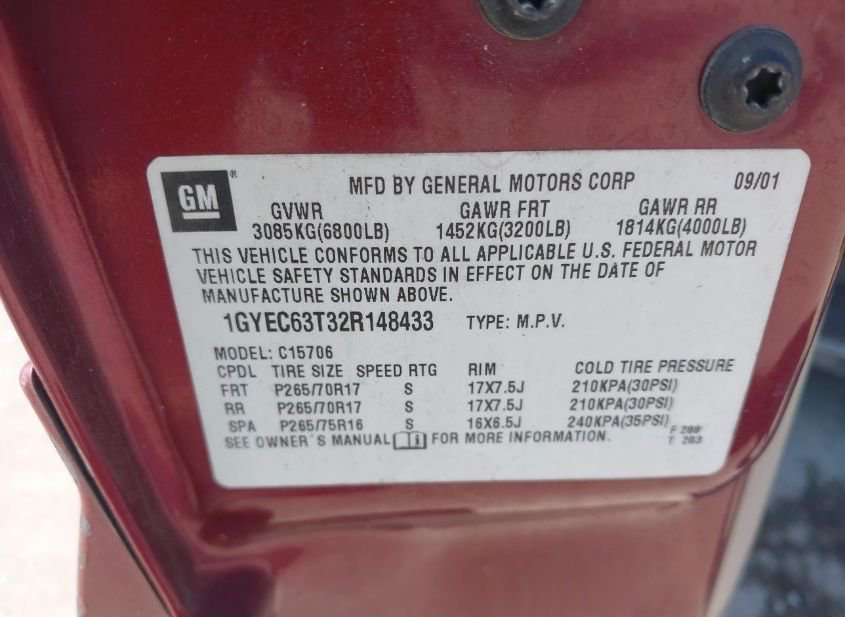 GM ® MFD BY GENERAL MOTORS CORP 09/01
GVWR GAWR FRT GAWR RR
3085KG(6800LB) 1452KG(3200LB) 1814KG(4000LB)
THIS VEHICLE CONFORMS TO ALL APPLICABLE U.S. FEDERAL MOTOR
VEHICLE SAFETY STANDARDS IN EFFECT ON THE DATE OF
MANUFACTURE SHOWN ABOVE.
1GYEC63T32R148433 TYPE: M.P.V.
MODEL: C15706
CPDL TIRE SIZE SPEED RTG RIM COLD TIRE PRESSURE
FRT P265/70R17 S 17X7.5J 210KPA(30PSI)
RR P265/70R17 S 17X7.5J 210KPA(30PSI)
SPA P265/75R16 S 16X6.5J 240KPA(35PSI)
SEE OWNER'S MANUAL i FOR MORE INFORMATION.
F 288
T 203